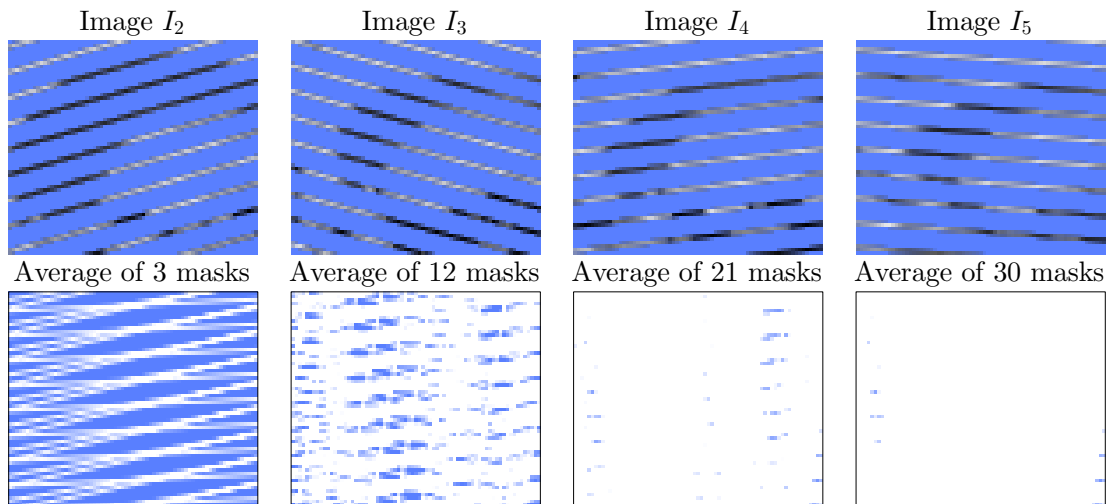 Image I₂ Image I₃ Image I₄ Image I₅
Average of 3 masks Average of 12 masks Average of 21 masks Average of 30 masks